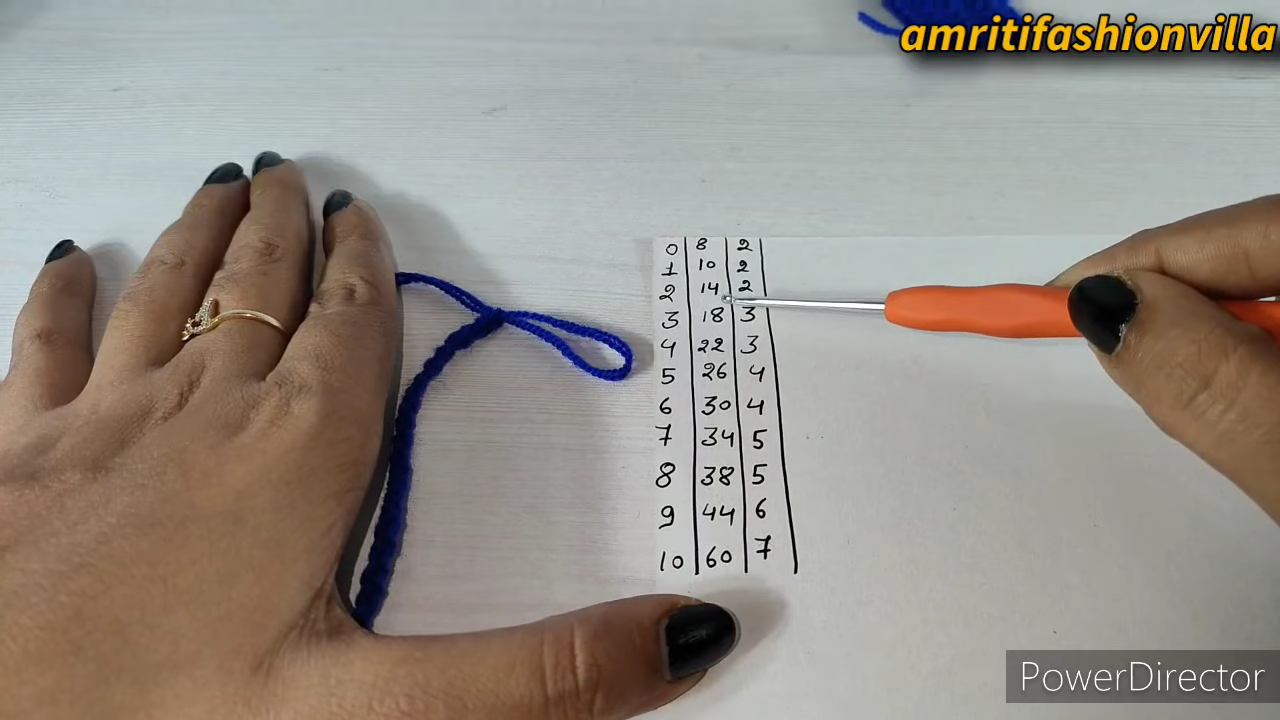 amritifashionvilla
0 8 2
1 10 2
2 14 2
3 18 3
4 22 3
5 26 4
6 30 4
7 34 5
8 38 5
9 44 6
10 60 7
PowerDirector